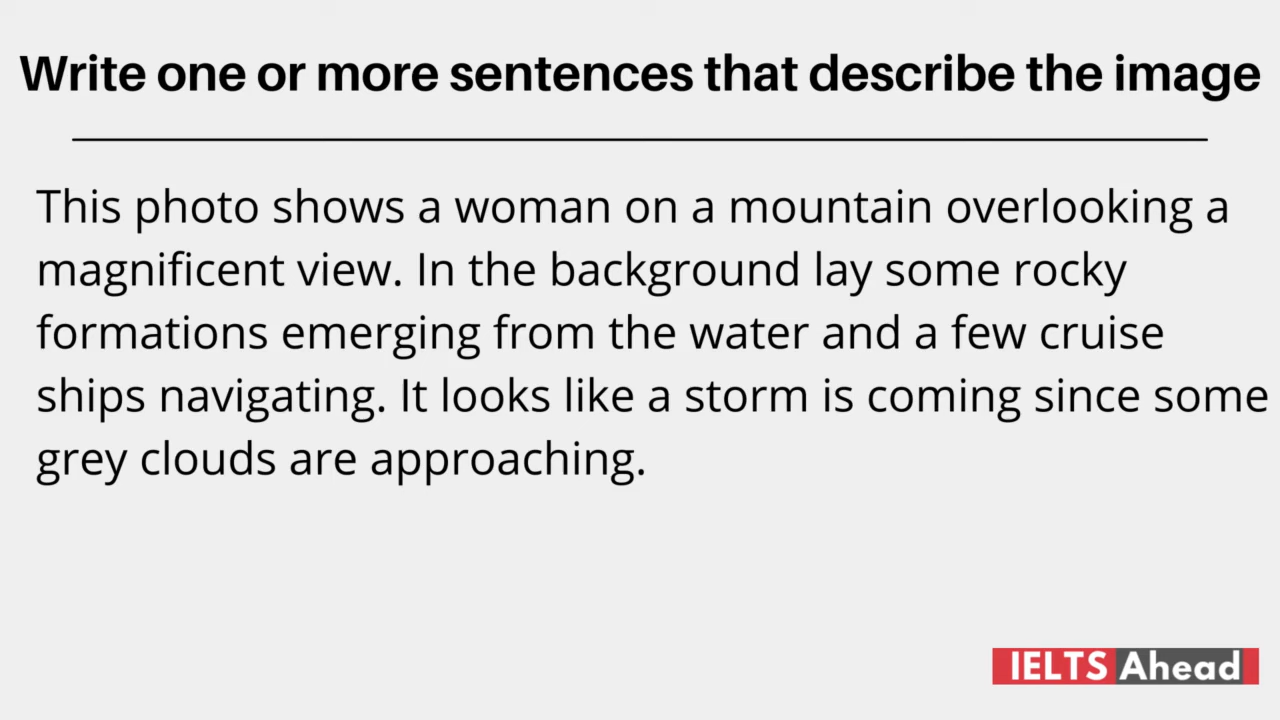 Write one or more sentences that describe the image
This photo shows a woman on a mountain overlooking a
magnificent view. In the background lay some rocky
formations emerging from the water and a few cruise
ships navigating. It looks like a storm is coming since some
grey clouds are approaching.
IELTS Ahead